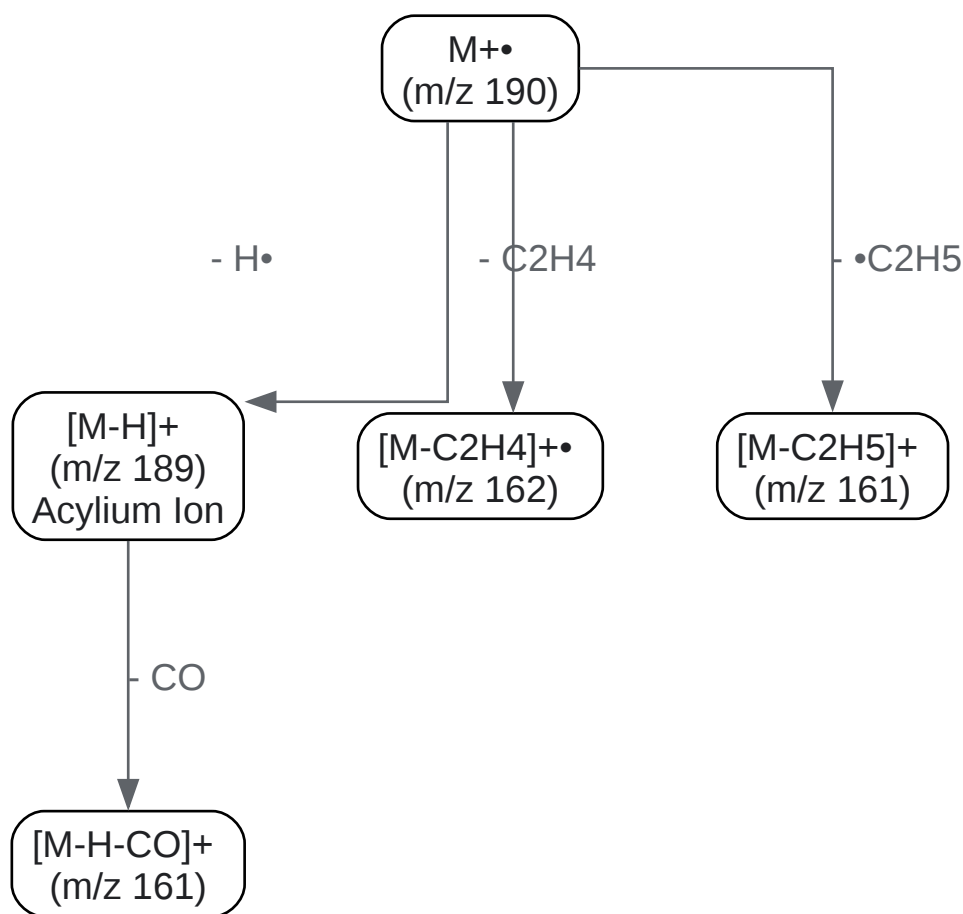 M+•
(m/z 190)
- H•
- C2H4
- •C2H5
[M-H]+
(m/z 189)
Acylium Ion
[M-C2H4]+•
(m/z 162)
[M-C2H5]+
(m/z 161)
- CO
[M-H-CO]+
(m/z 161)